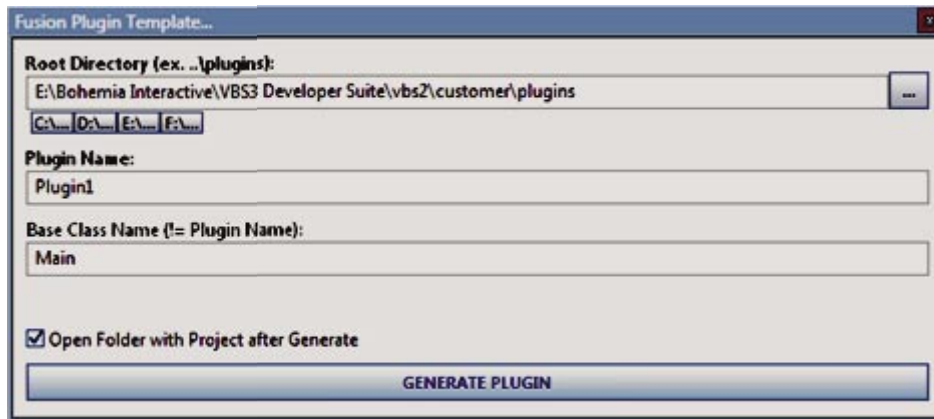 Fusion Plugin Template...
x
Root Directory (ex. ..\plugins):
E:\Bohemia Interactive\VBS3 Developer Suite\vbs2\customer\plugins
...
C:\... D:\... E:\... F:\...
Plugin Name:
Plugin1
Base Class Name (!= Plugin Name):
Main
Open Folder with Project after Generate
GENERATE PLUGIN